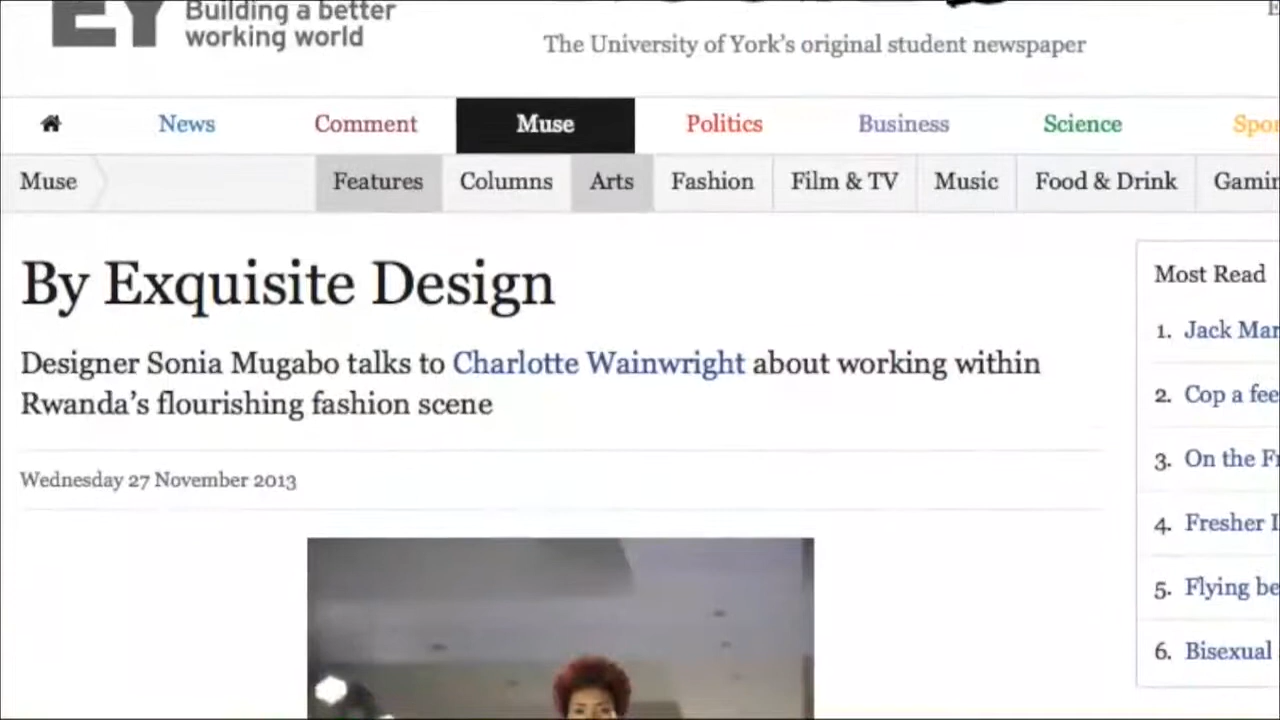 EY Building a better
working world
The University of York's original student newspaper
News Comment Muse Politics Business Science
Muse Features Columns Arts Fashion Film & TV Music Food & Drink
By Exquisite Design
Designer Sonia Mugabo talks to Charlotte Wainwright about working within
Rwanda's flourishing fashion scene
Wednesday 27 November 2013
Most Read
1. Jack
2. Cop a
3. On the
4. Fresher
5. Flying
6. Bisexual